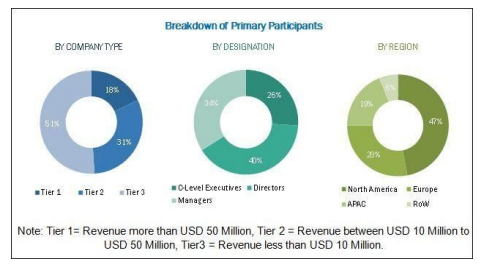 Breakdown of Primary Participants
BY COMPANY TYPE
BY DESIGNATION
BY REGION
18%
31%
51%
26%
40%
34%
47%
28%
19%
6%
Tier 1 Tier 2 Tier 3
C-Level Executives Directors
Managers
North America Europe
APAC RoW
Note: Tier 1= Revenue more than USD 50 Million, Tier 2 = Revenue between USD 10 Million to
USD 50 Million, Tier3 = Revenue less than USD 10 Million.